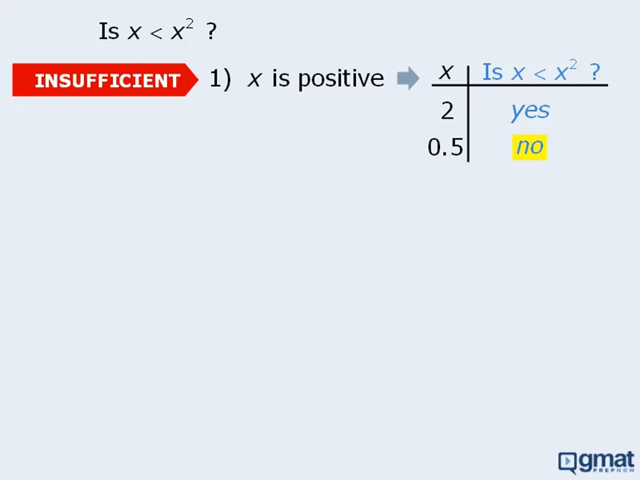 Is x < x² ?
INSUFFICIENT 1) x is positive
x Is x < x² ?
2 yes
0.5 no
gmat
PREPNOW